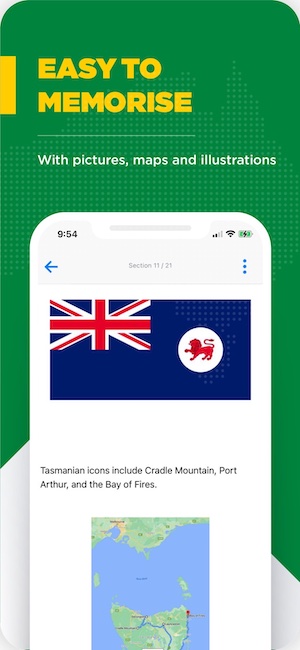 EASY TO
MEMORISE
With pictures, maps and illustrations
9:54
Section 11 / 21
Tasmanian icons include Cradle Mountain, Port
Arthur, and the Bay of Fires.